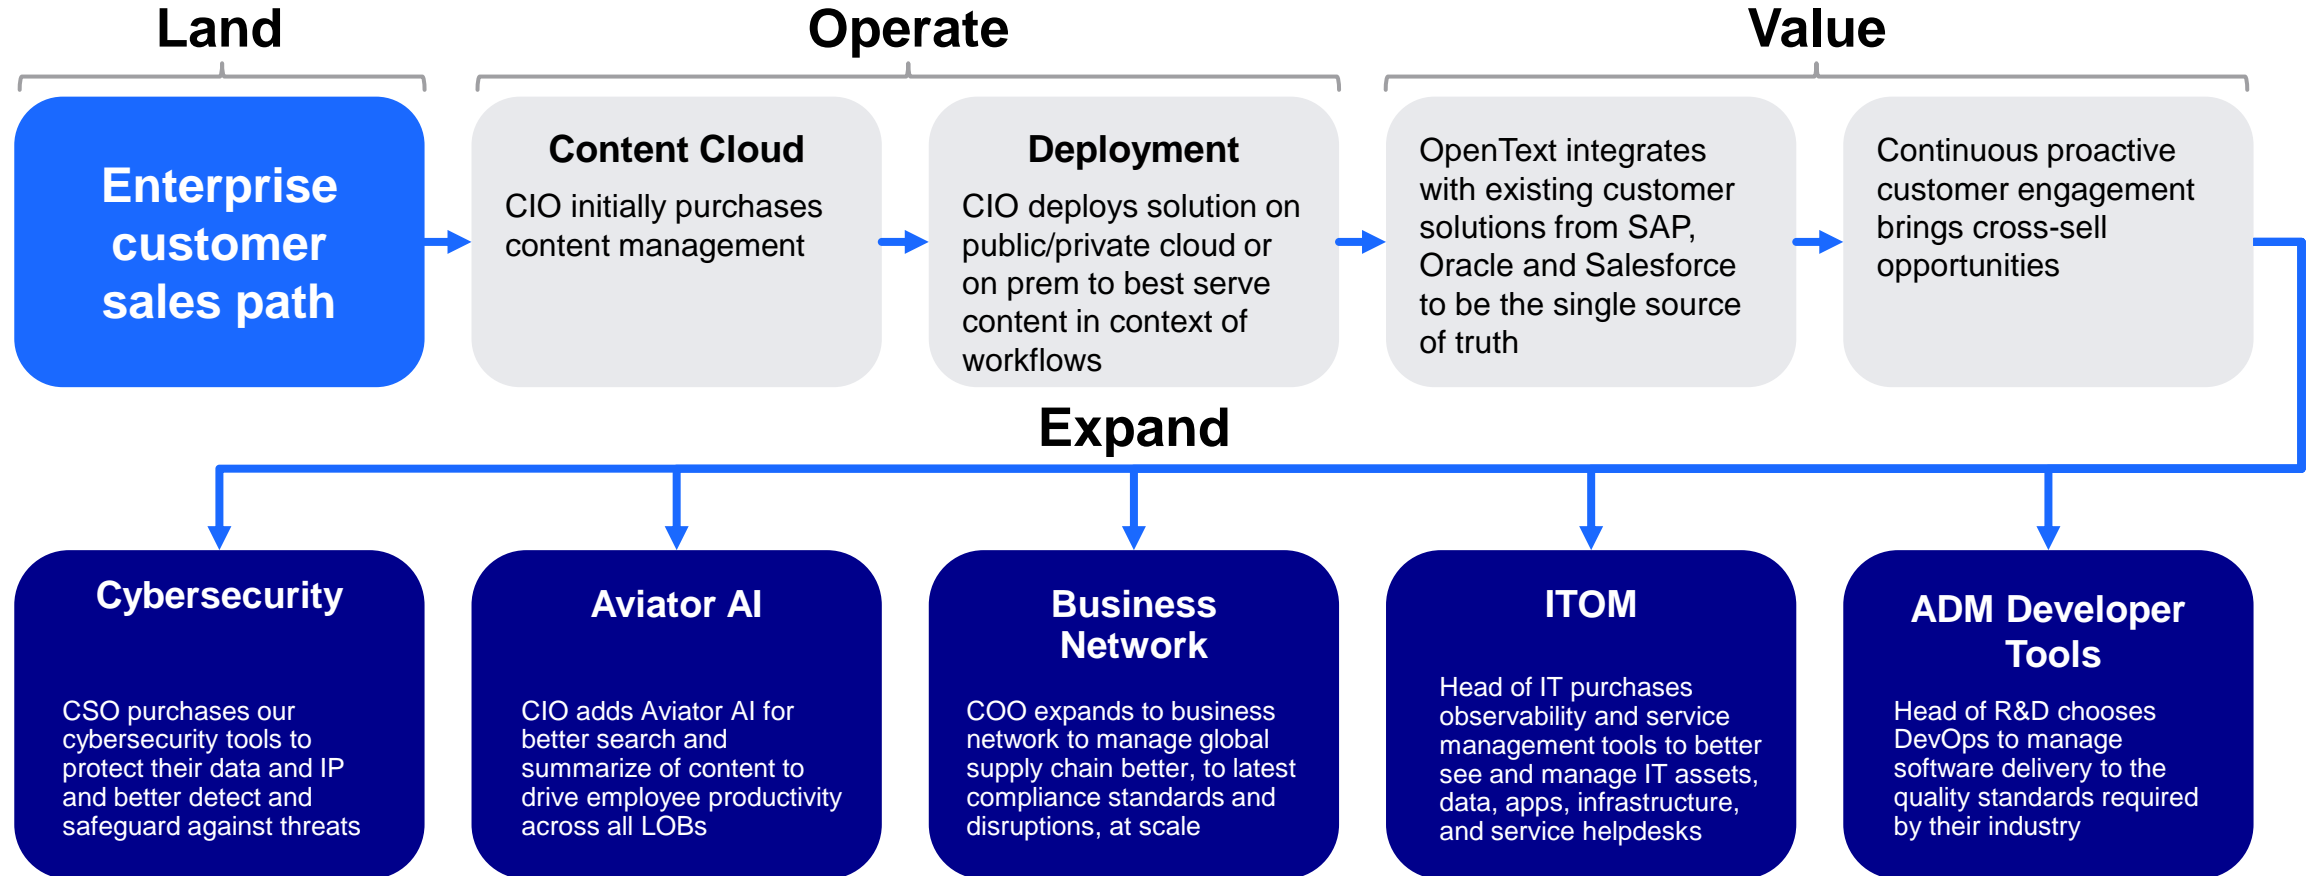 Land
Operate
Value
Enterprise
customer
sales path
Content Cloud
CIO initially purchases
content management
Deployment
CIO deploys solution on
public/private cloud or
on prem to best serve
content in context of
workflows
OpenText integrates
with existing customer
solutions from SAP,
Oracle and Salesforce
to be the single source
of truth
Continuous proactive
customer engagement
brings cross-sell
opportunities
Expand
Cybersecurity
CSO purchases our
cybersecurity tools to
protect their data and IP
and better detect and
safeguard against threats
Aviator AI
CIO adds Aviator AI for
better search and
summarize of content to
drive employee productivity
across all LOBs
Business
Network
COO expands to business
network to manage global
supply chain better, to latest
compliance standards and
disruptions, at scale
ITOM
Head of IT purchases
observability and service
management tools to better
see and manage IT assets,
data, apps, infrastructure,
and service helpdesks
ADM Developer
Tools
Head of R&D chooses
DevOps to manage
software delivery to the
quality standards required
by their industry